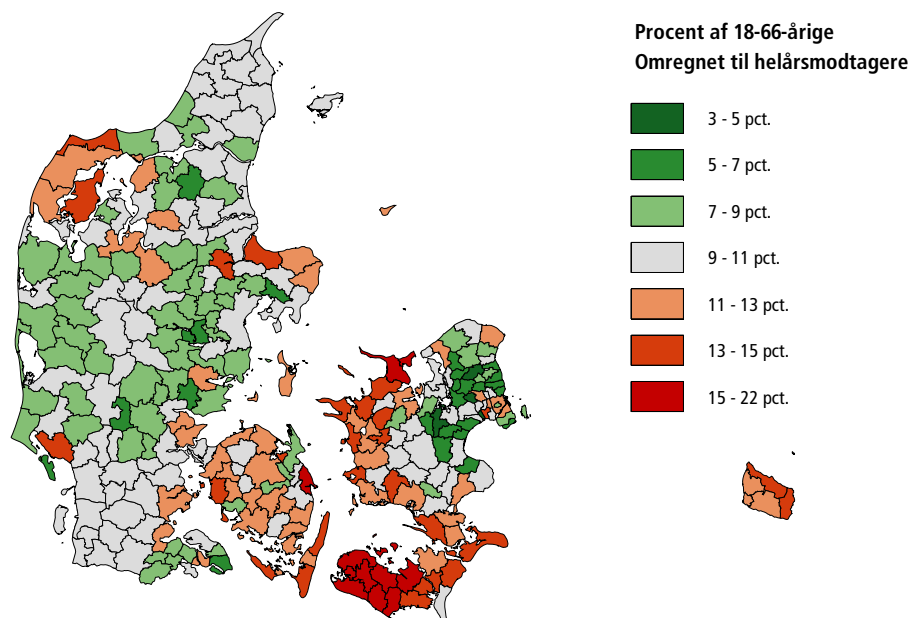 Procent af 18-66-årige
Omregnet til helårsmodtagere
3 - 5 pct.
5 - 7 pct.
7 - 9 pct.
9 - 11 pct.
11 - 13 pct.
13 - 15 pct.
15 - 22 pct.